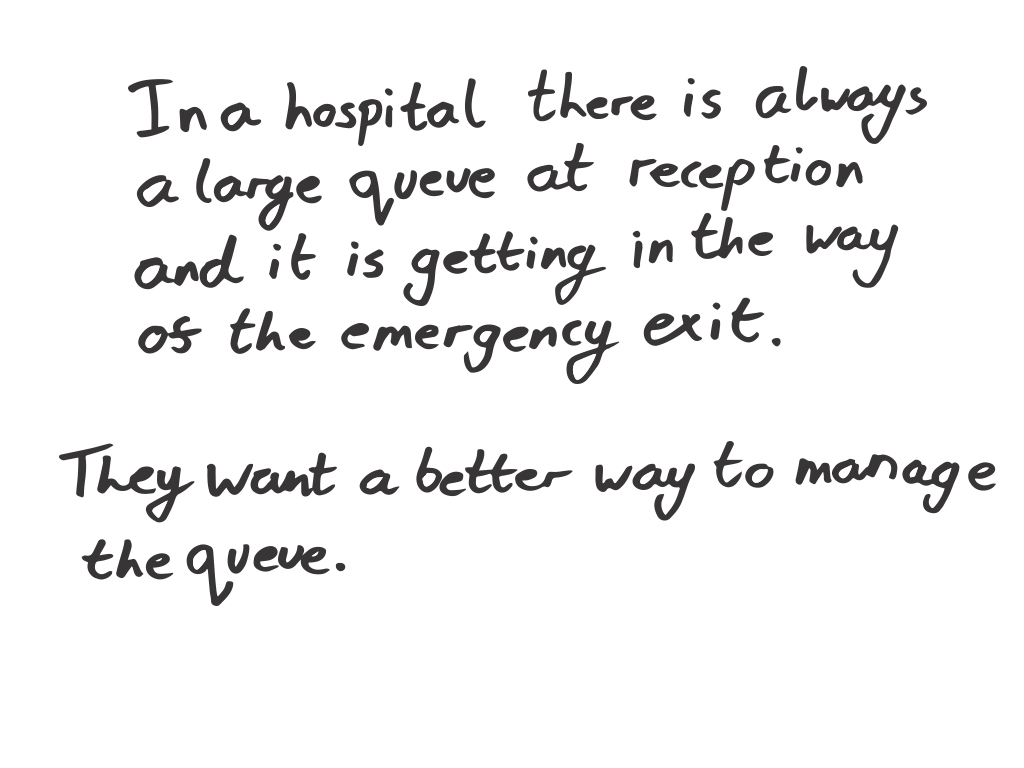 In a hospital there is always
a large queue at reception
and it is getting in the way
of the emergency exit.
They want a better way to manage
the queue.